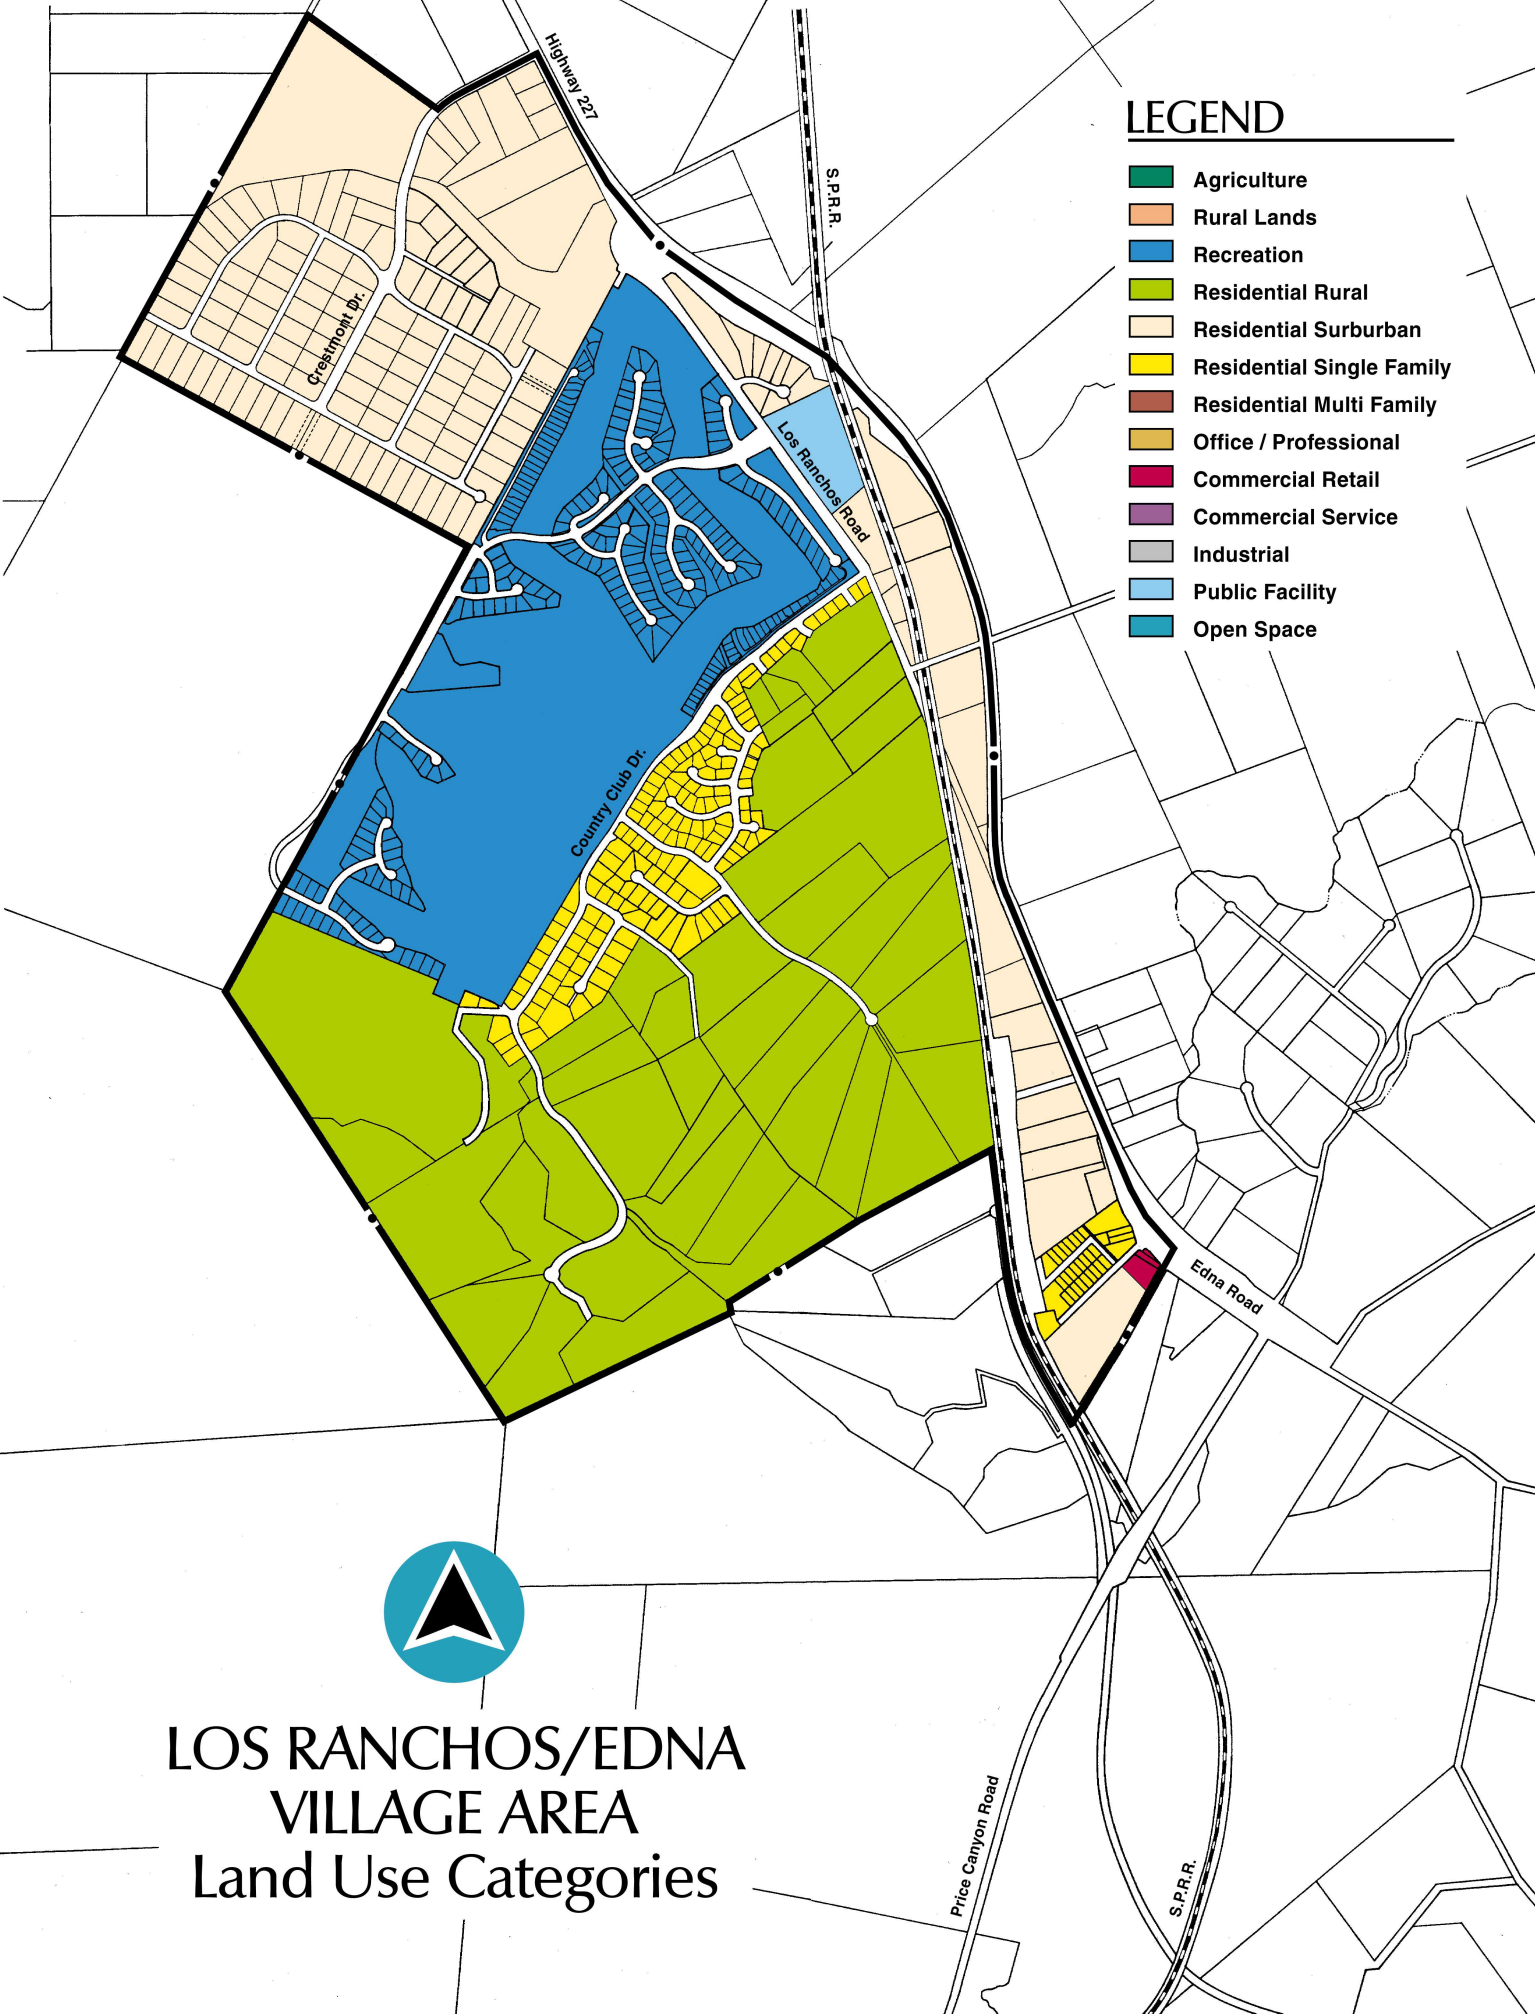 Highway 227
S.P.R.R.
LEGEND
Agriculture
Rural Lands
Recreation
Residential Rural
Residential Surburban
Residential Single Family
Residential Multi Family
Office / Professional
Commercial Retail
Commercial Service
Industrial
Public Facility
Open Space
Crestmont Dr.
Los Ranchos Road
Country Club Dr.
Edna Road
LOS RANCHOS/EDNA
VILLAGE AREA
Land Use Categories
Price Canyon Road
S.P.R.R.